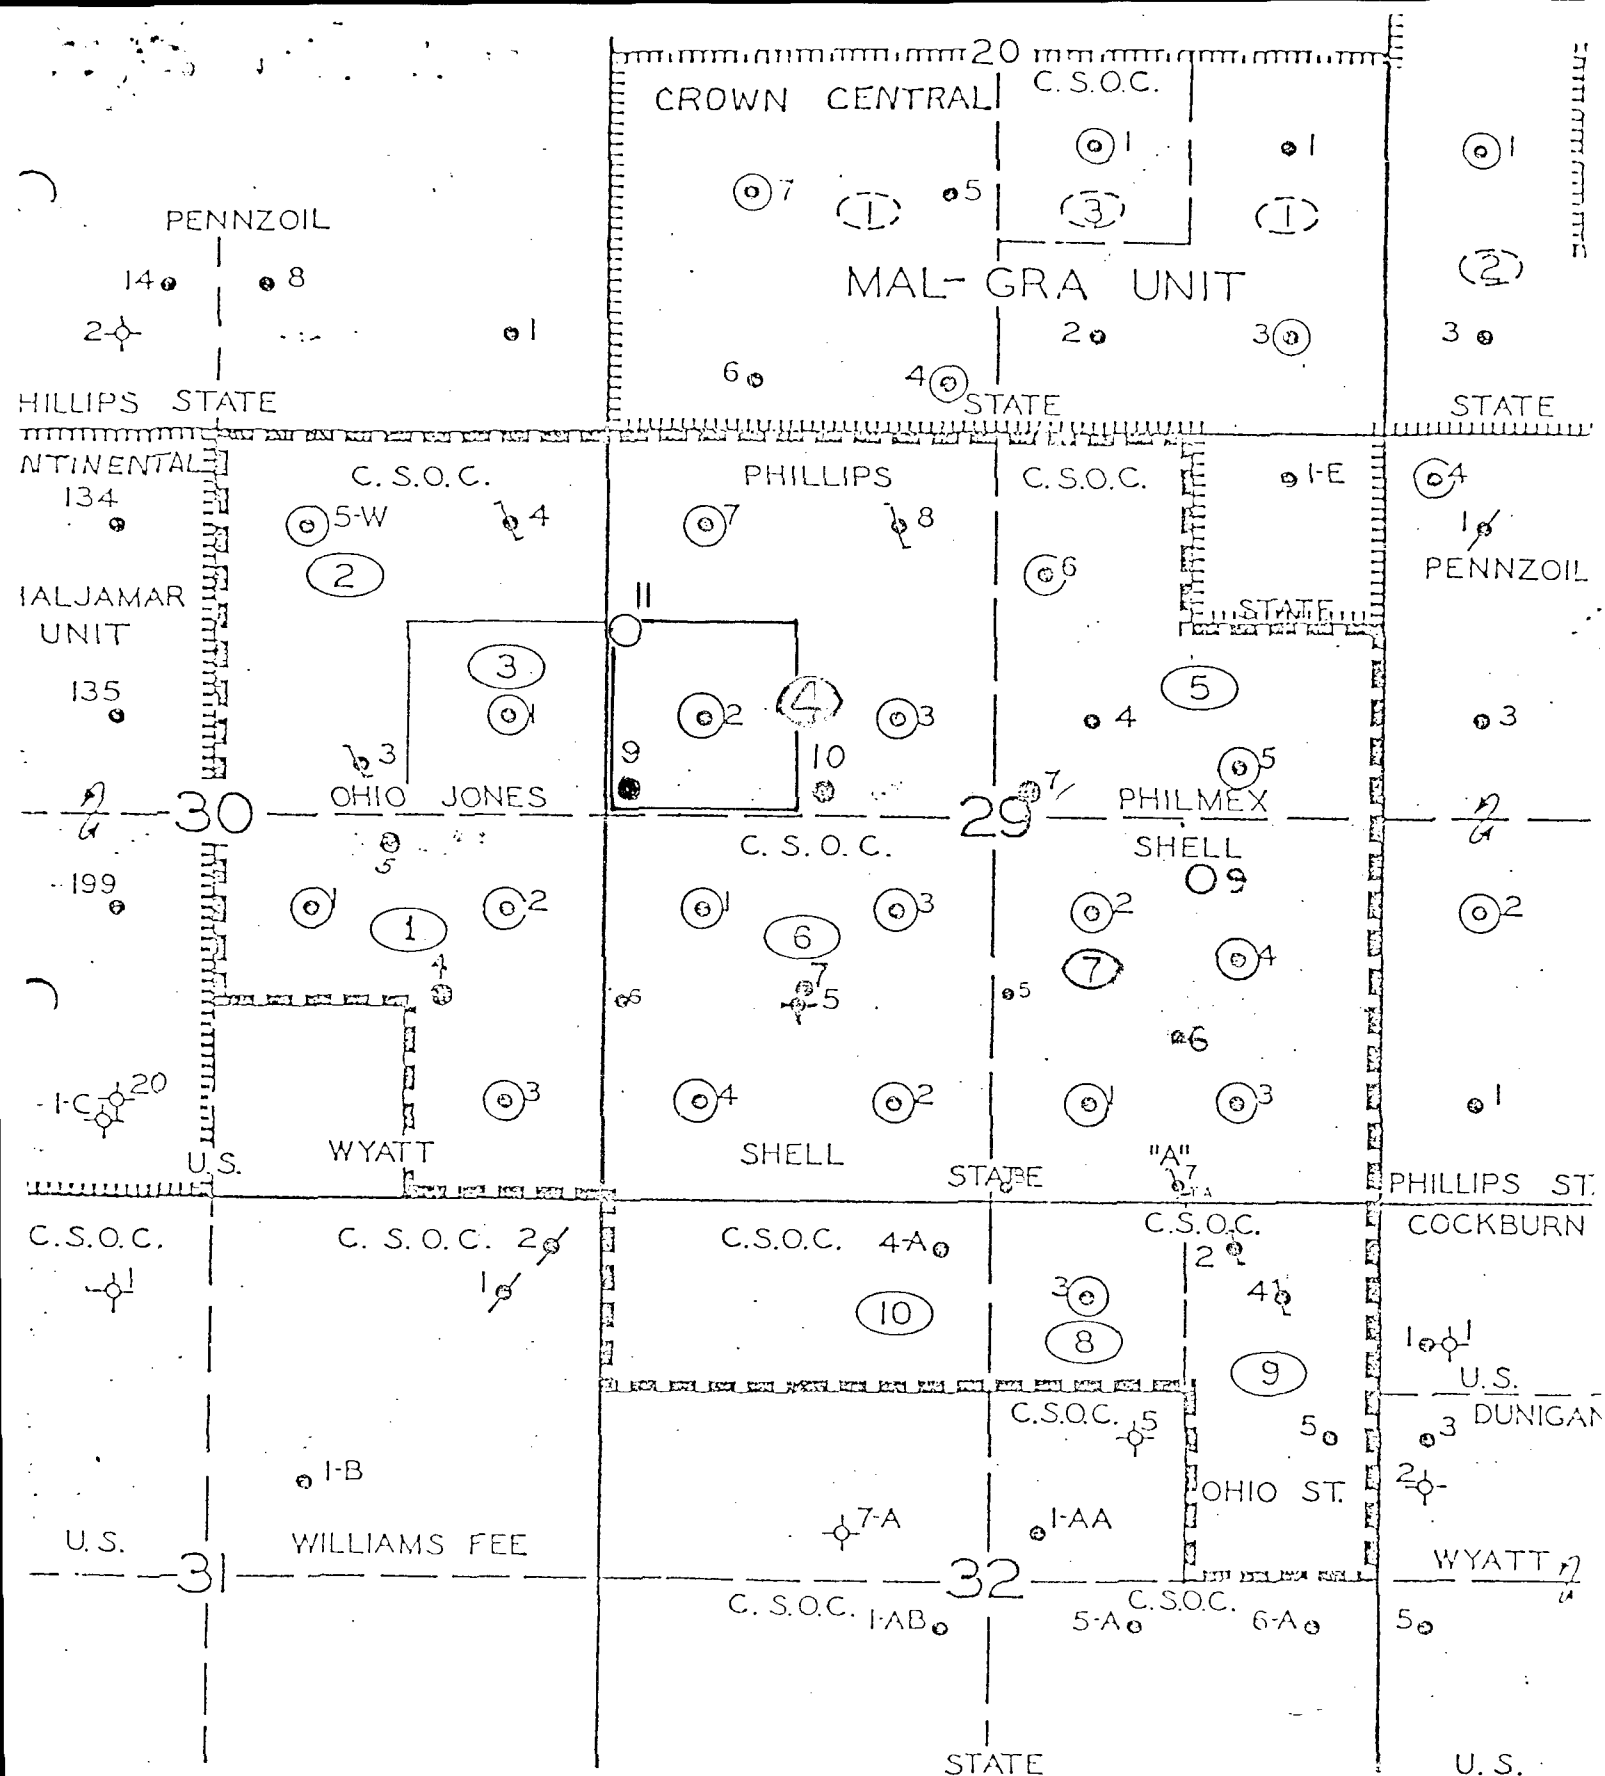 20
C.S.O.C.
CROWN CENTRAL
1 1 1
7 1 5 3 1
PENNZOIL
2
14 8 MAL-GRA UNIT
2 1 2 3 3
6 4
HILLIPS STATE STATE STATE
NTINENTAL C.S.O.C. PHILLIPS C.S.O.C. 1-E 4
134
5-W 4 7 8 1
2 6 PENNZOIL
IALJAMAR 11 STATE
UNIT
3 5
135 1 2 4 3 4 3
3 9 10 5
OHIO JONES 7 PHILMEX
30 29
5 C.S.O.C. SHELL
9
199 1 2 1 3 2 2
1 6 4
4 7 7
6 5 5
6
20
1-C 3 4 2 1 3 1
WYATT SHELL "A"
U.S. STATE 7 PHILLIPS ST.
C.S.O.C. C.S.O.C. 2 C.S.O.C. 4-A C.S.O.C. COCKBURN
2
1 1 3 4
10 8 1 1
9 U.S.
C.S.O.C. 5 5 3 DUNIGAN
1-B OHIO ST. 2
7-A 1-AA
U.S. WILLIAMS FEE WYATT
31 32
C.S.O.C. 1-AB 5-A C.S.O.C. 6-A 5
STATE U.S.